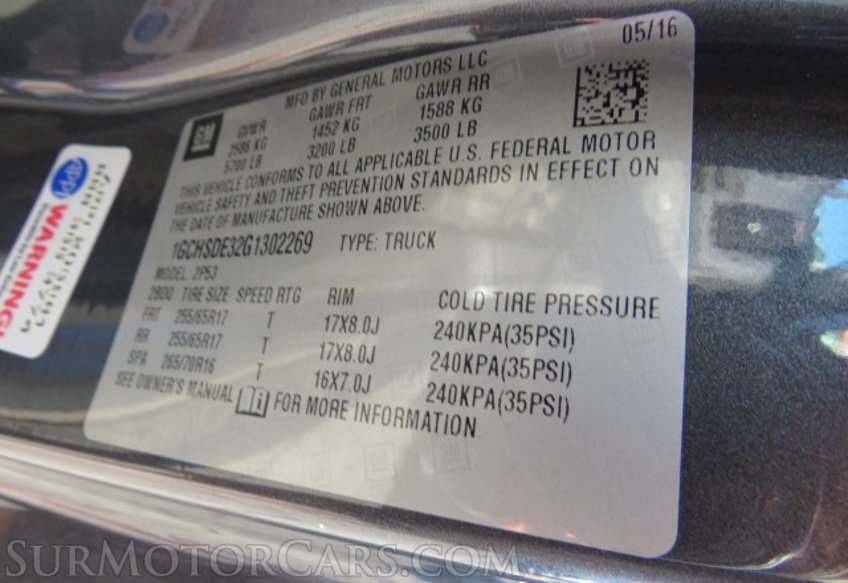 05/16
MFD BY GENERAL MOTORS LLC
GM
GVWR GAWR FRT GAWR RR
2586 KG 1452 KG 1588 KG
5700 LB 3200 LB 3500 LB
THIS VEHICLE CONFORMS TO ALL APPLICABLE U.S. FEDERAL MOTOR
VEHICLE SAFETY AND THEFT PREVENTION STANDARDS IN EFFECT ON
THE DATE OF MANUFACTURE SHOWN ABOVE.
1GCHSDE32G1302269 TYPE: TRUCK
MODEL: 2P53
2800 TIRE SIZE SPEED RTG RIM COLD TIRE PRESSURE
FRT 255/65R17 T 17X8.0J 240KPA(35PSI)
RR 255/65R17 T 17X8.0J 240KPA(35PSI)
SPA 265/70R16 T 16X7.0J 240KPA(35PSI)
SEE OWNER'S MANUAL i FOR MORE INFORMATION
WARNING!
SurMotorCars.com